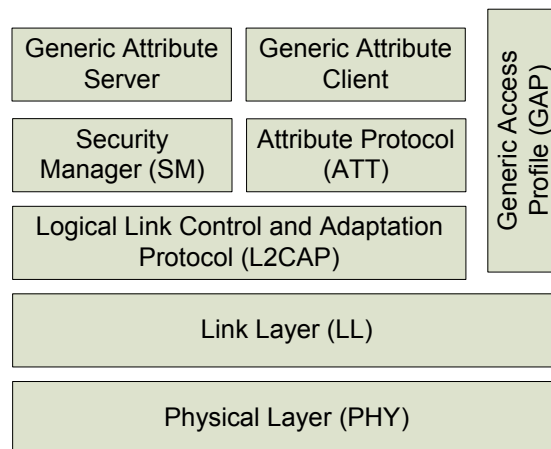 Generic Attribute
Server
Generic Attribute
Client
Generic Access
Profile (GAP)
Security
Manager (SM)
Attribute Protocol
(ATT)
Logical Link Control and Adaptation
Protocol (L2CAP)
Link Layer (LL)
Physical Layer (PHY)